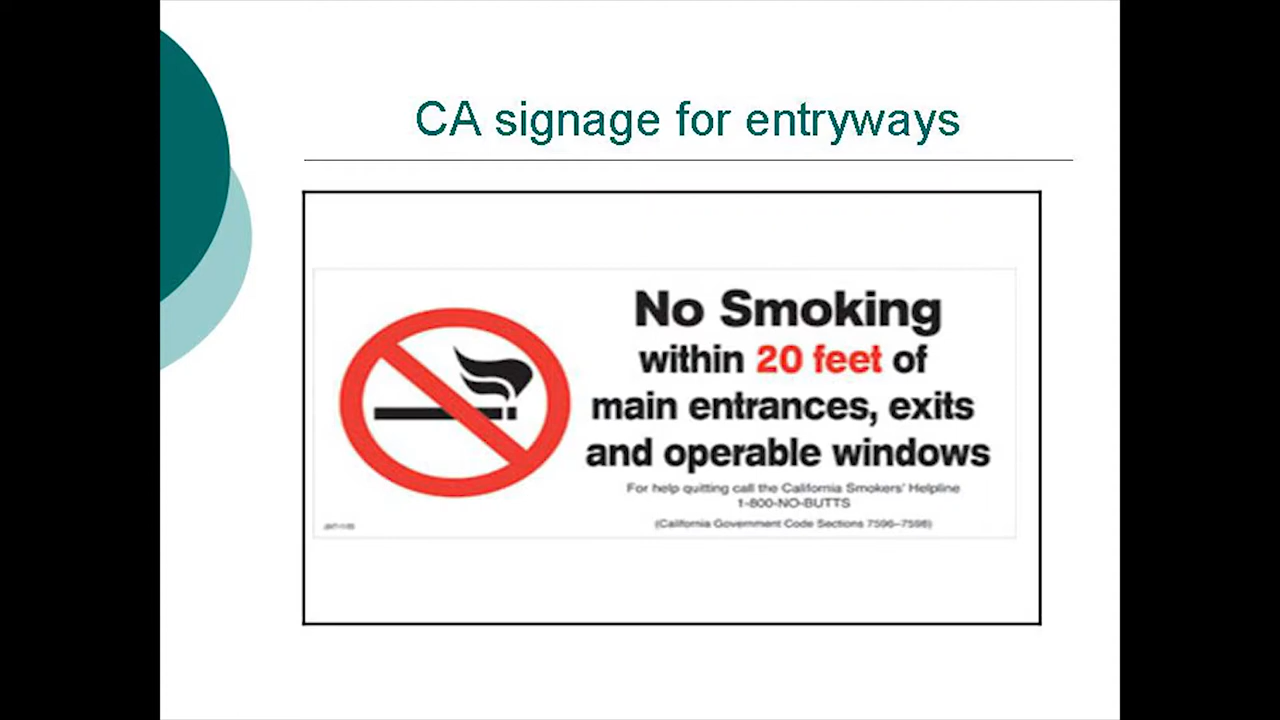 CA signage for entryways
No Smoking
within 20 feet of
main entrances, exits
and operable windows
For help quitting call the California Smokers' Helpline
1-800-NO-BUTTS
(California Government Code Sections 7596–7598)